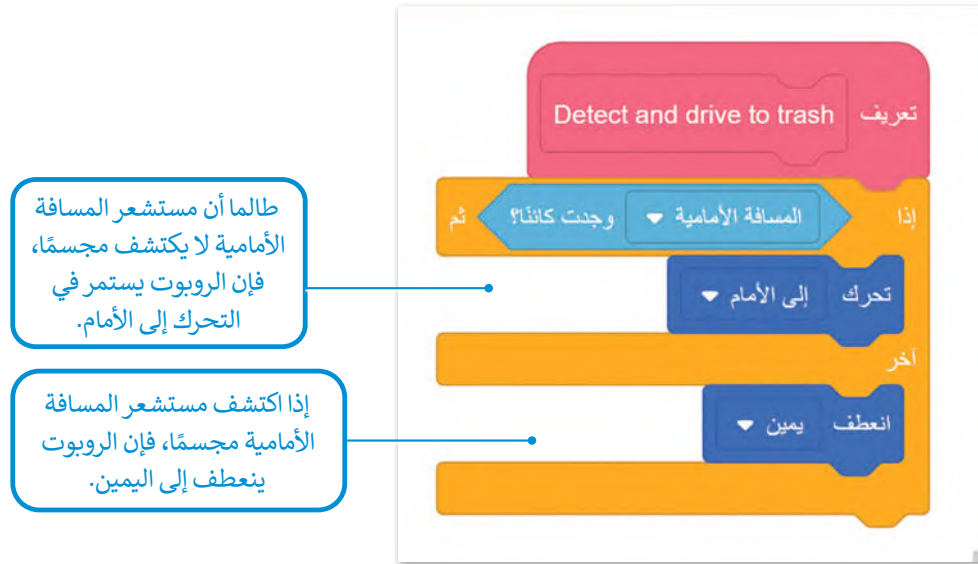 تعريف Detect and drive to trash
إذا المسافة الأمامية وجدت كائنًا؟ ثم
تحرك إلى الأمام
آخر
انعطف يمين
طالما أن مستشعر المسافة
الأمامية لا يكتشف مجسمًا،
فإن الروبوت يستمر في
التحرك إلى الأمام.
إذا اكتشف مستشعر المسافة
الأمامية مجسمًا، فإن الروبوت
ينعطف إلى اليمين.